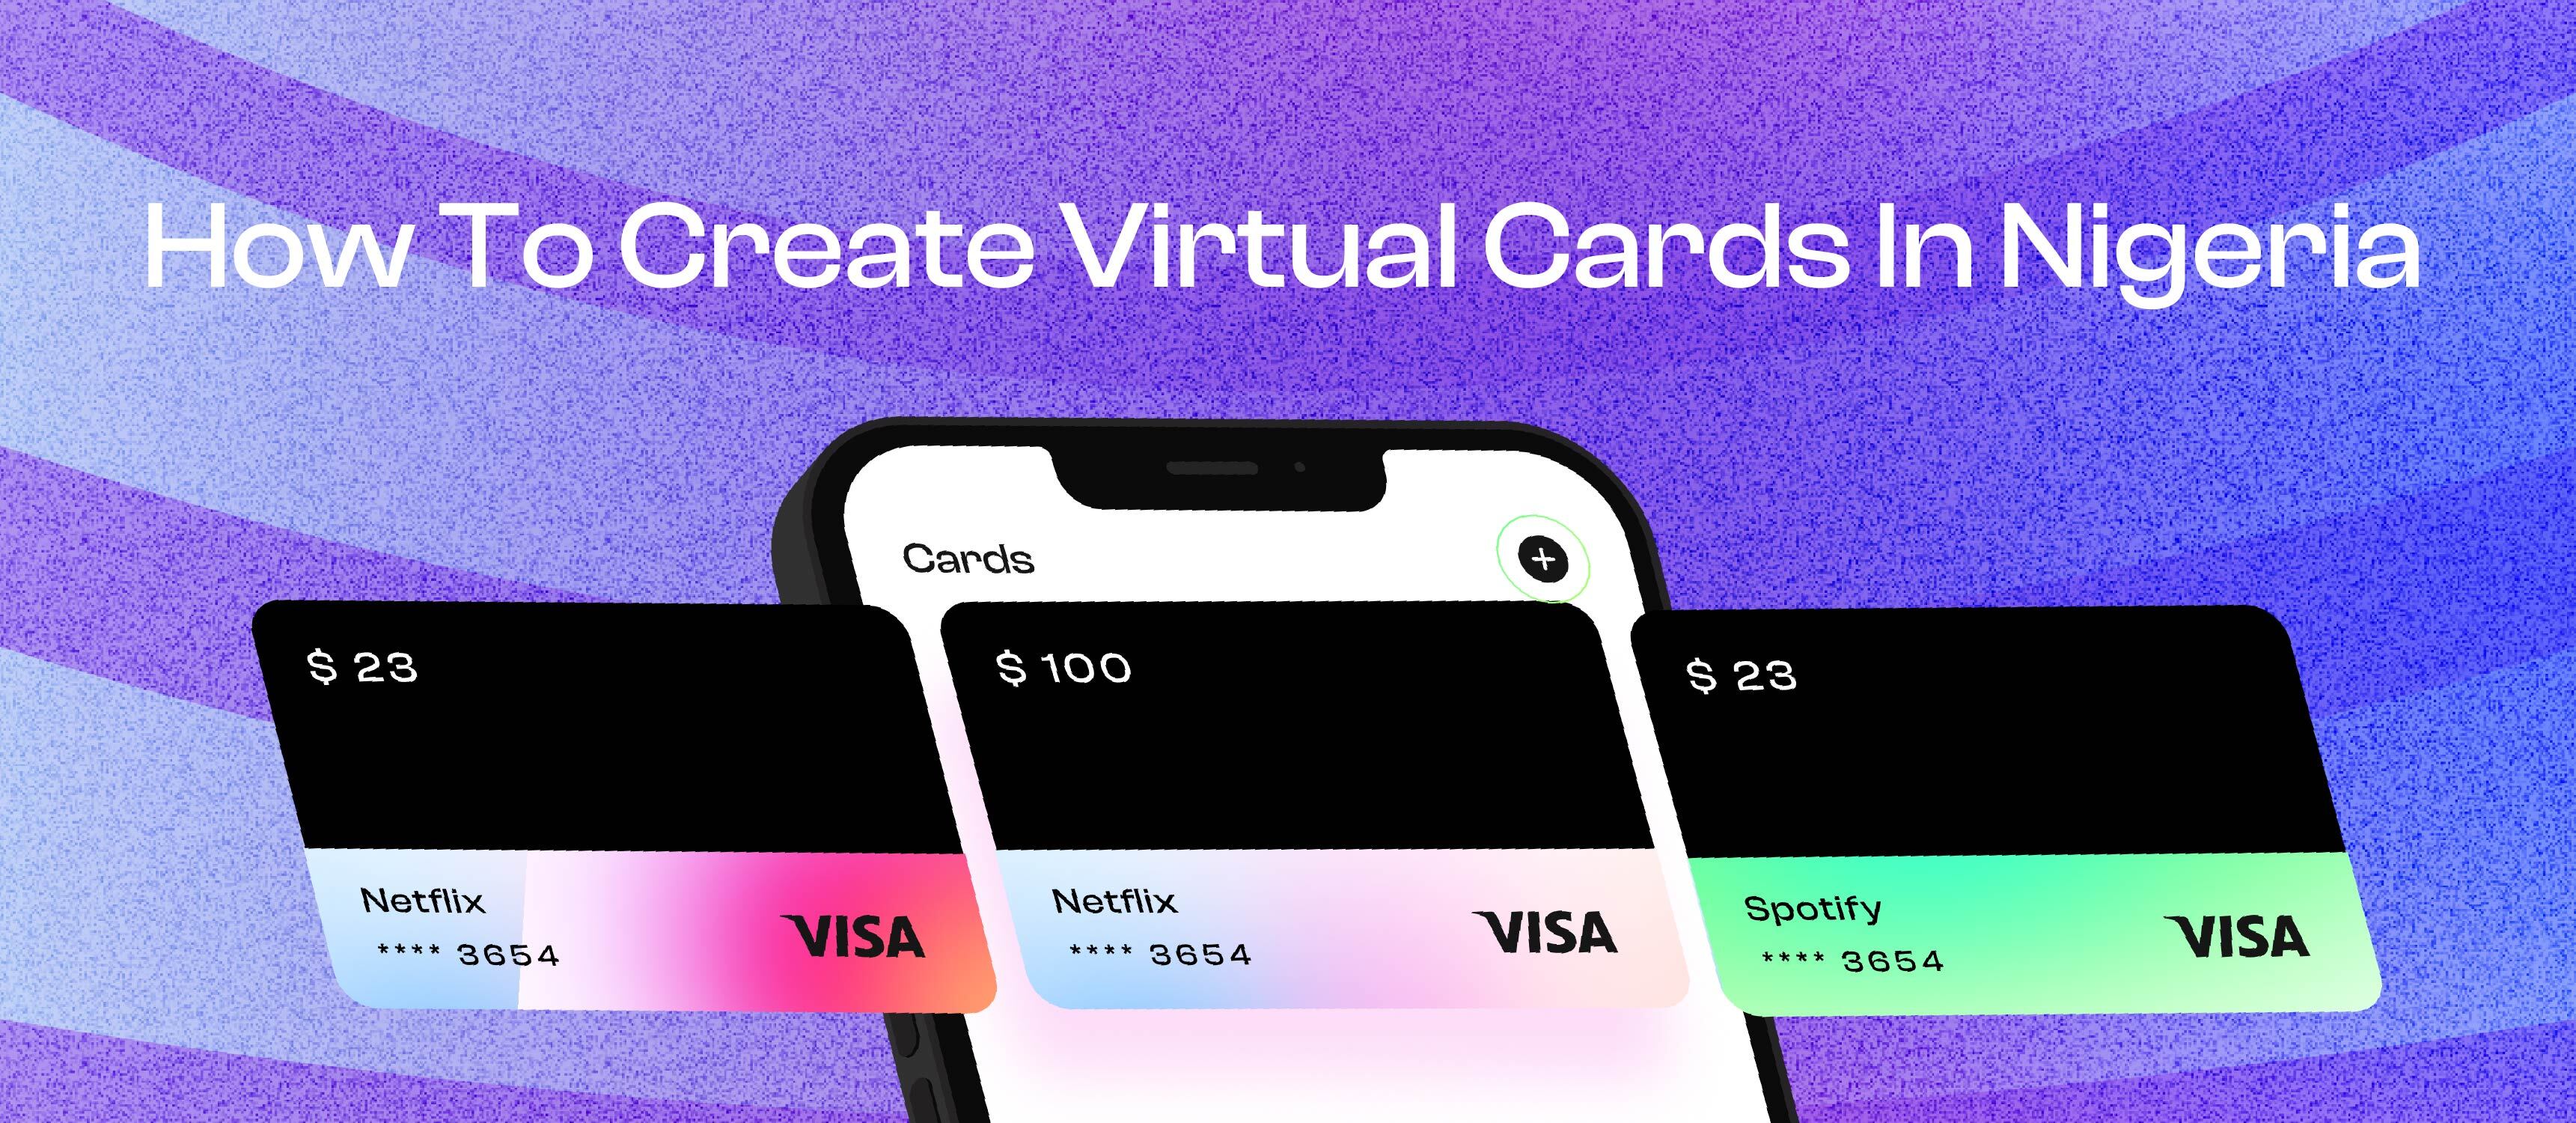 How To Create Virtual Cards In Nigeria
Cards
$ 23
$ 100
$ 23
Netflix
**** 3654
VISA
Netflix
**** 3654
VISA
Spotify
**** 3654
VISA